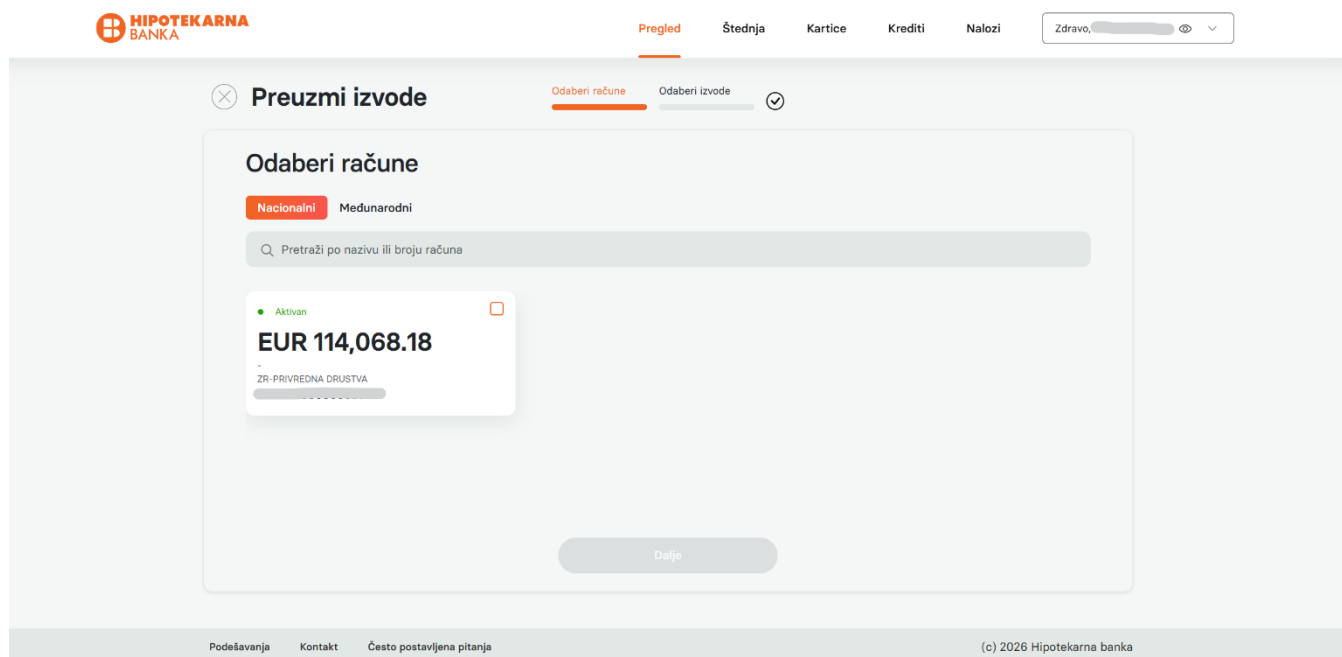 HIPOTEKARNA
BANKA
Pregled Štednja Kartice Krediti Nalozi Zdravo,
Preuzmi izvode
Odaberi račune Odaberi izvode
Odaberi račune
Nacionalni Međunarodni
Pretraži po nazivu ili broju računa
Aktivan
EUR 114,068.18
-
ZR-PRIVREDNA DRUSTVA
Dalje
Podešavanja Kontakt Često postavljena pitanja (c) 2026 Hipotekarna banka